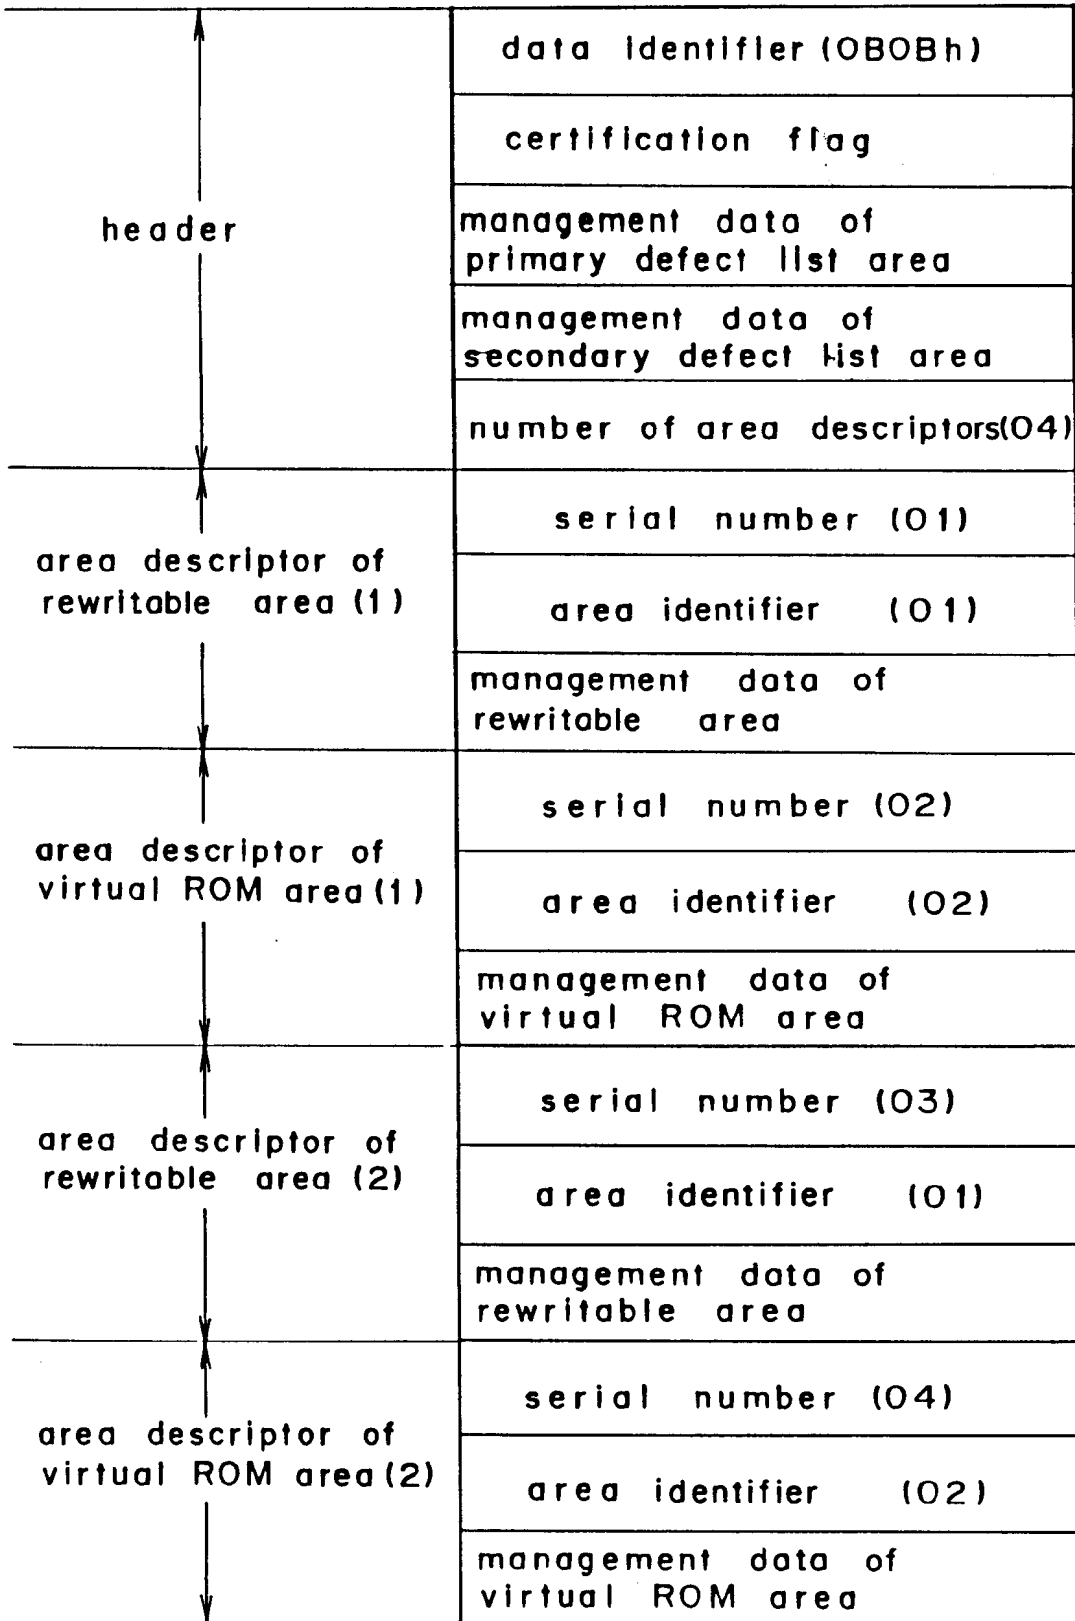 header
data identifier (0B0Bh)
certification flag
management data of
primary defect list area
management data of
secondary defect list area
number of area descriptors(04)
area descriptor of
rewritable area (1)
serial number (01)
area identifier (01)
management data of
rewritable area
area descriptor of
virtual ROM area (1)
serial number (02)
area identifier (02)
management data of
virtual ROM area
area descriptor of
rewritable area (2)
serial number (03)
area identifier (01)
management data of
rewritable area
area descriptor of
virtual ROM area (2)
serial number (04)
area identifier (02)
management data of
virtual ROM area